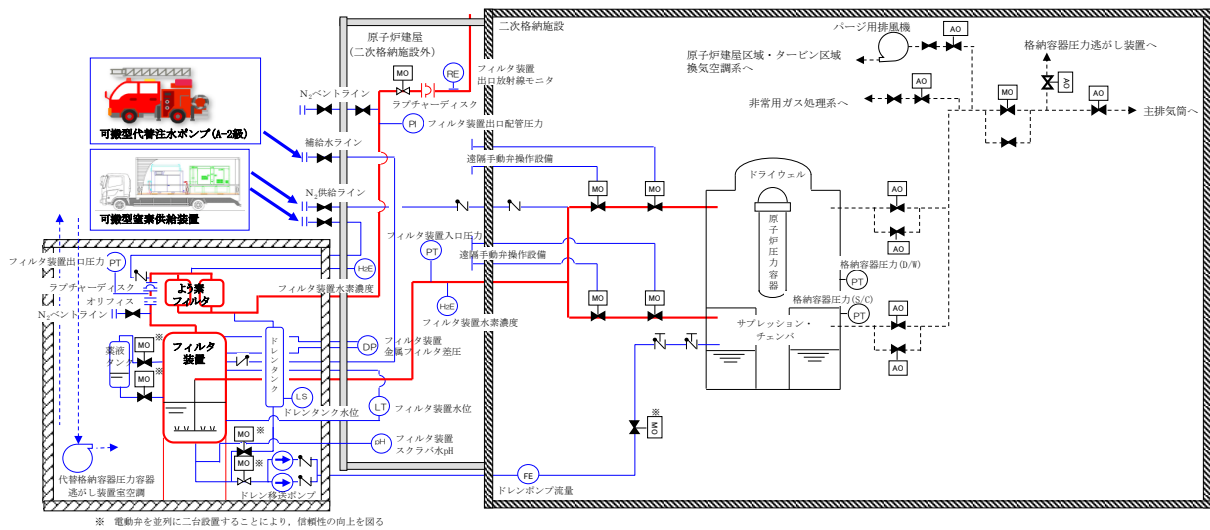 原子炉建屋
(二次格納施設外)
二次格納施設
パージ用排風機
AO
原子炉建屋区域・タービン区域
換気空調系へ
格納容器圧力逃がし装置へ
AO
非常用ガス処理系へ
MO
AO
AO
主排気筒へ
可搬型代替注水ポンプ(A-2級)
N₂ベントライン
MO
RE
フィルタ装置
出口放射線モニタ
ラプチャーディスク
PI
フィルタ装置出口配管圧力
補給水ライン
遠隔手動弁操作設備
ドライウェル
原子炉圧力容器
MO
MO
AO
可搬型窒素供給装置
N₂供給ライン
フィルタ装置入口圧力
PT
遠隔手動弁操作設備
AO
フィルタ装置出口圧力
PT
H₂E
ラプチャーディスク
オリフィス
N₂ベントライン
よう素
フィルタ
フィルタ装置水素濃度
H₂E
フィルタ装置水素濃度
MO
MO
格納容器圧力(D/W)
PT
格納容器圧力(S/C)
PT
AO
サプレッション・
チェンバ
AO
薬液
タンク
MO
※
MO
※
フィルタ
装置
ドレンタンク
DP
フィルタ装置
金属フィルタ差圧
LS
ドレンタンク水位
LT
フィルタ装置水位
pH
フィルタ装置
スクラバ水pH
MO
※
MO
※
ドレン移送ポンプ
※
MO
FE
ドレンポンプ流量
代替格納容器圧力容器
逃がし装置室空調
※ 電動弁を並列に二台設置することにより，信頼性の向上を図る